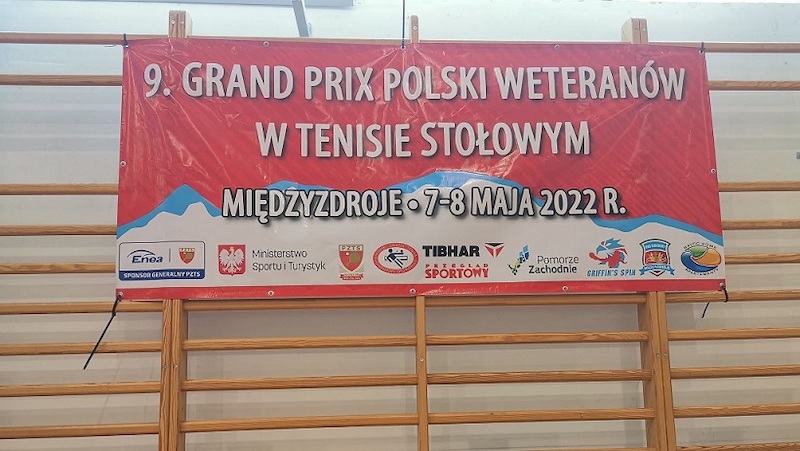 9. GRAND PRIX POLSKI WETERANÓW
W TENISIE STOŁOWYM
MIĘDZYZDROJE • 7-8 MAJA 2022 R.
Enea PZTS
SPONSOR GENERALNY PZTS
Ministerstwo
Sportu i Turystyki
PZTS
TIBHAR
PRZEGLĄD
SPORTOWY
Pomorze
Zachodnie
GRIFFIN'S SPIN